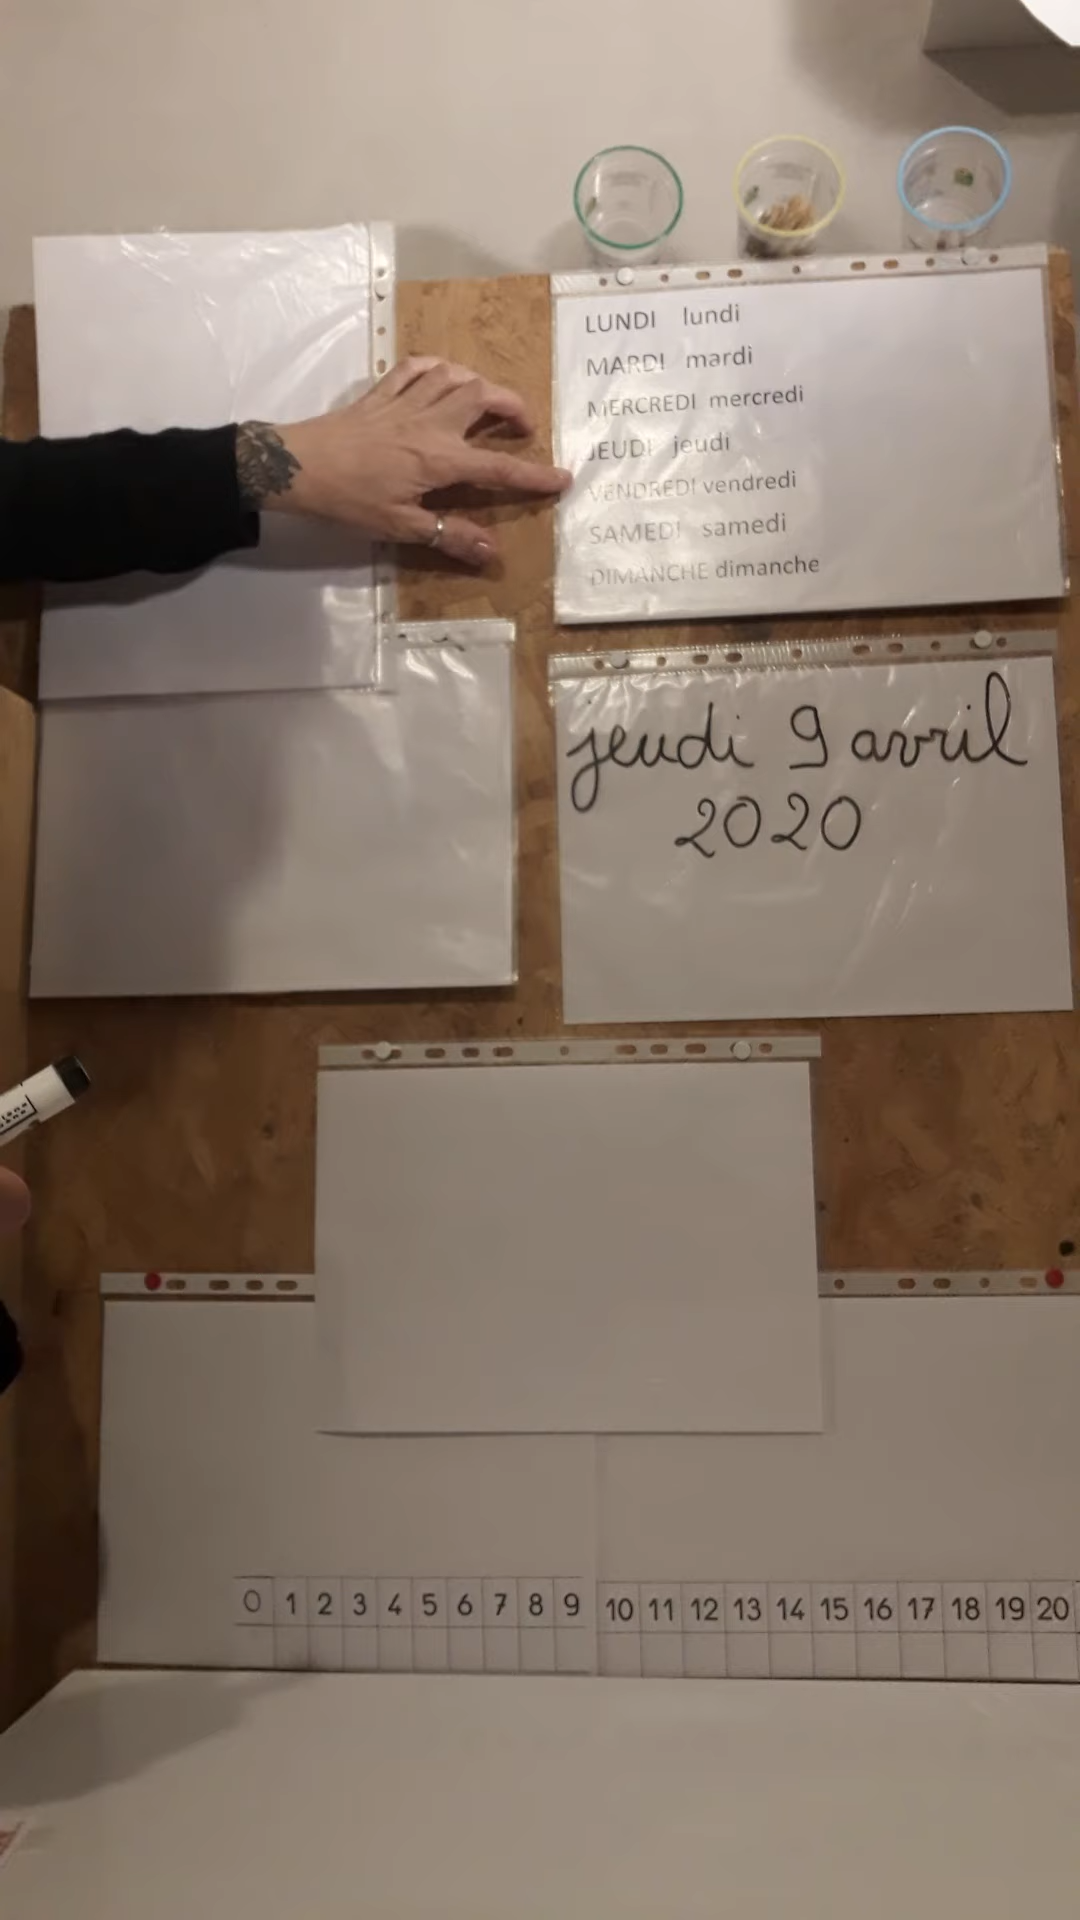 LUNDI lundi
MARDI mardi
MERCREDI mercredi
JEUDI jeudi
VENDREDI vendredi
SAMEDI samedi
DIMANCHE dimanche
jeudi 9 avril
2020
0 1 2 3 4 5 6 7 8 9 10 11 12 13 14 15 16 17 18 19 20